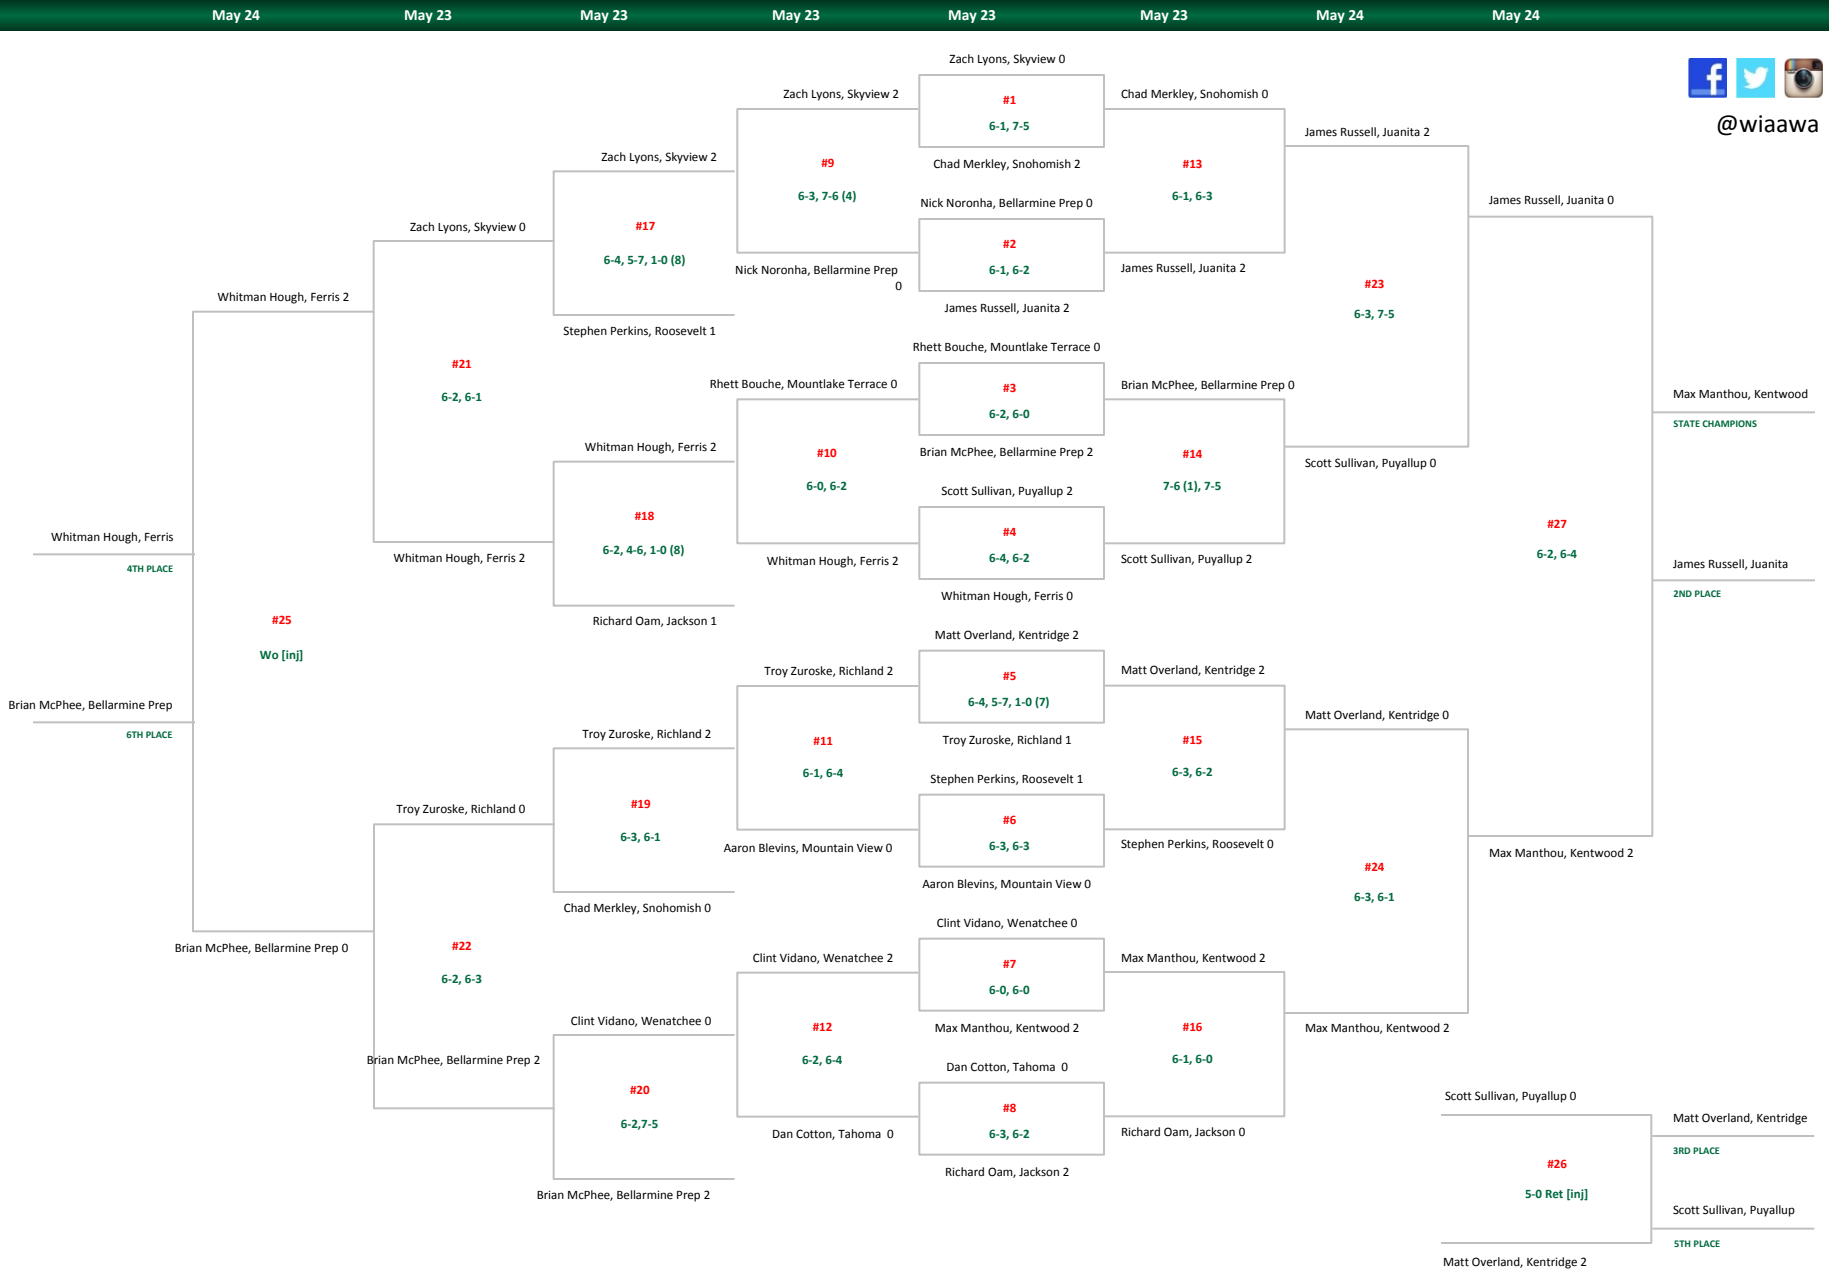 May 24
May 23
May 23
May 23
May 23
May 23
May 24
May 24
@wiaawa
Whitman Hough, Ferris
4TH PLACE
#25
Wo [inj]
Brian McPhee, Bellarmine Prep
6TH PLACE
Whitman Hough, Ferris 2
Brian McPhee, Bellarmine Prep 0
Zach Lyons, Skyview 0
#21
6-2, 6-1
Whitman Hough, Ferris 2
Troy Zuroske, Richland 0
#22
6-2, 6-3
Brian McPhee, Bellarmine Prep 2
Zach Lyons, Skyview 2
#17
6-4, 5-7, 1-0 (8)
Stephen Perkins, Roosevelt 1
Whitman Hough, Ferris 2
#18
6-2, 4-6, 1-0 (8)
Richard Oam, Jackson 1
Troy Zuroske, Richland 2
#19
6-3, 6-1
Chad Merkley, Snohomish 0
Clint Vidano, Wenatchee 0
#20
6-2,7-5
Brian McPhee, Bellarmine Prep 2
Zach Lyons, Skyview 2
#9
6-3, 7-6 (4)
Nick Noronha, Bellarmine Prep
0
Rhett Bouche, Mountlake Terrace 0
#10
6-0, 6-2
Whitman Hough, Ferris 2
Troy Zuroske, Richland 2
#11
6-1, 6-4
Aaron Blevins, Mountain View 0
Clint Vidano, Wenatchee 2
#12
6-2, 6-4
Dan Cotton, Tahoma 0
Zach Lyons, Skyview 0
#1
6-1, 7-5
Chad Merkley, Snohomish 2
Nick Noronha, Bellarmine Prep 0
#2
6-1, 6-2
James Russell, Juanita 2
Rhett Bouche, Mountlake Terrace 0
#3
6-2, 6-0
Brian McPhee, Bellarmine Prep 2
Scott Sullivan, Puyallup 2
#4
6-4, 6-2
Whitman Hough, Ferris 0
Matt Overland, Kentridge 2
#5
6-4, 5-7, 1-0 (7)
Troy Zuroske, Richland 1
Stephen Perkins, Roosevelt 1
#6
6-3, 6-3
Aaron Blevins, Mountain View 0
Clint Vidano, Wenatchee 0
#7
6-0, 6-0
Max Manthou, Kentwood 2
Dan Cotton, Tahoma 0
#8
6-3, 6-2
Richard Oam, Jackson 2
Chad Merkley, Snohomish 0
#13
6-1, 6-3
James Russell, Juanita 2
Brian McPhee, Bellarmine Prep 0
#14
7-6 (1), 7-5
Scott Sullivan, Puyallup 2
Matt Overland, Kentridge 2
#15
6-3, 6-2
Stephen Perkins, Roosevelt 0
Max Manthou, Kentwood 2
#16
6-1, 6-0
Richard Oam, Jackson 0
James Russell, Juanita 2
#23
6-3, 7-5
Scott Sullivan, Puyallup 0
Matt Overland, Kentridge 0
#24
6-3, 6-1
Max Manthou, Kentwood 2
James Russell, Juanita 0
#27
6-2, 6-4
Max Manthou, Kentwood 2
Max Manthou, Kentwood
STATE CHAMPIONS
James Russell, Juanita
2ND PLACE
Scott Sullivan, Puyallup 0
#26
5-0 Ret [inj]
Matt Overland, Kentridge 2
Matt Overland, Kentridge
3RD PLACE
Scott Sullivan, Puyallup
5TH PLACE